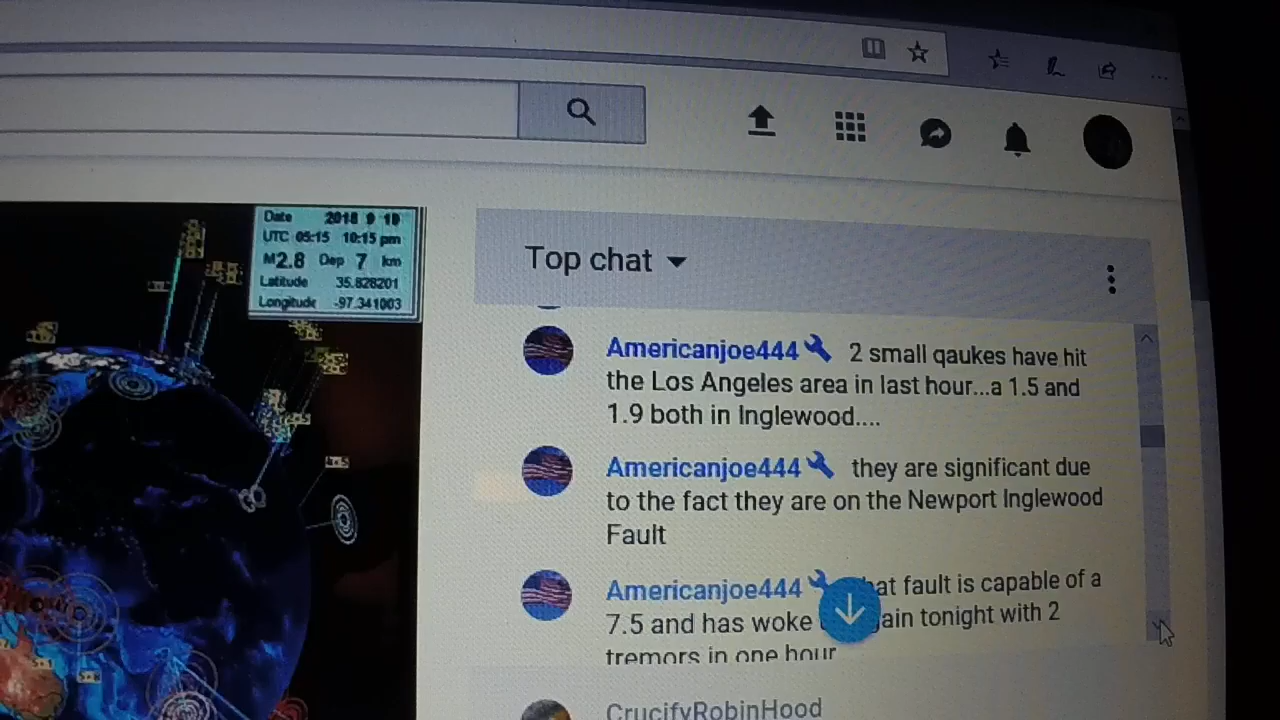 Date 2018 9 10
UTC 05:15 10:15 pm
M2.8 Dep 7 km
Latitude 35.828201
Longitude -97.341003
Top chat
Americanjoe444 2 small qaukes have hit
the Los Angeles area in last hour...a 1.5 and
1.9 both in Inglewood....
Americanjoe444 they are significant due
to the fact they are on the Newport Inglewood
Fault
Americanjoe444 hat fault is capable of a
7.5 and has woke ain tonight with 2
tremors in one hour
CrucifyRobinHood